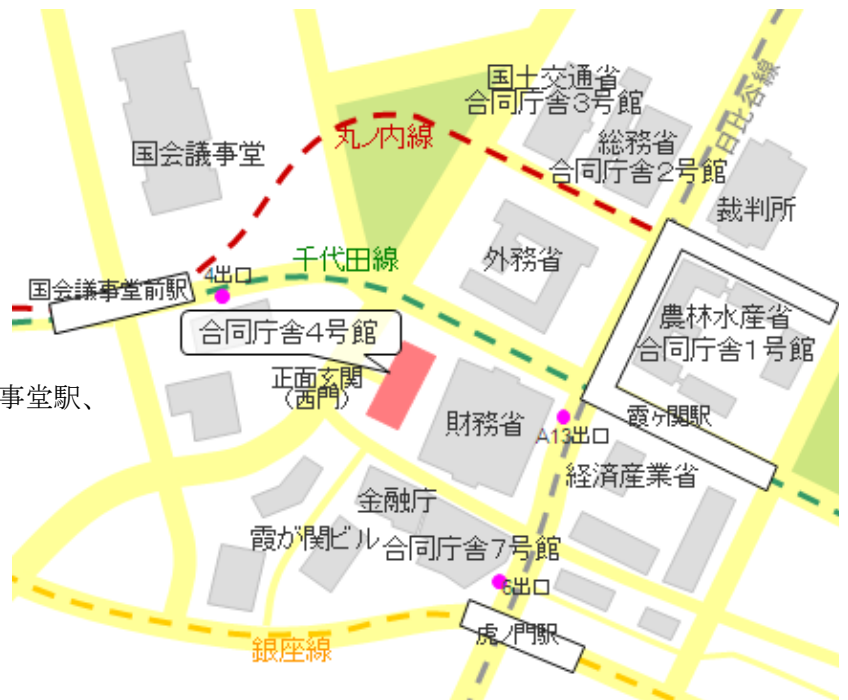 国土交通省
合同庁舎3号館
日比谷線
丸ノ内線
総務省
合同庁舎2号館
国会議事堂
裁判所
外務省
千代田線
4出口
国会議事堂前駅
農林水産省
合同庁舎1号館
合同庁舎4号館
正面玄関
(西門)
事堂駅、
財務省
霞ヶ関駅
A13出口
経済産業省
金融庁
霞が関ビル
合同庁舎7号館
6出口
虎ノ門駅
銀座線